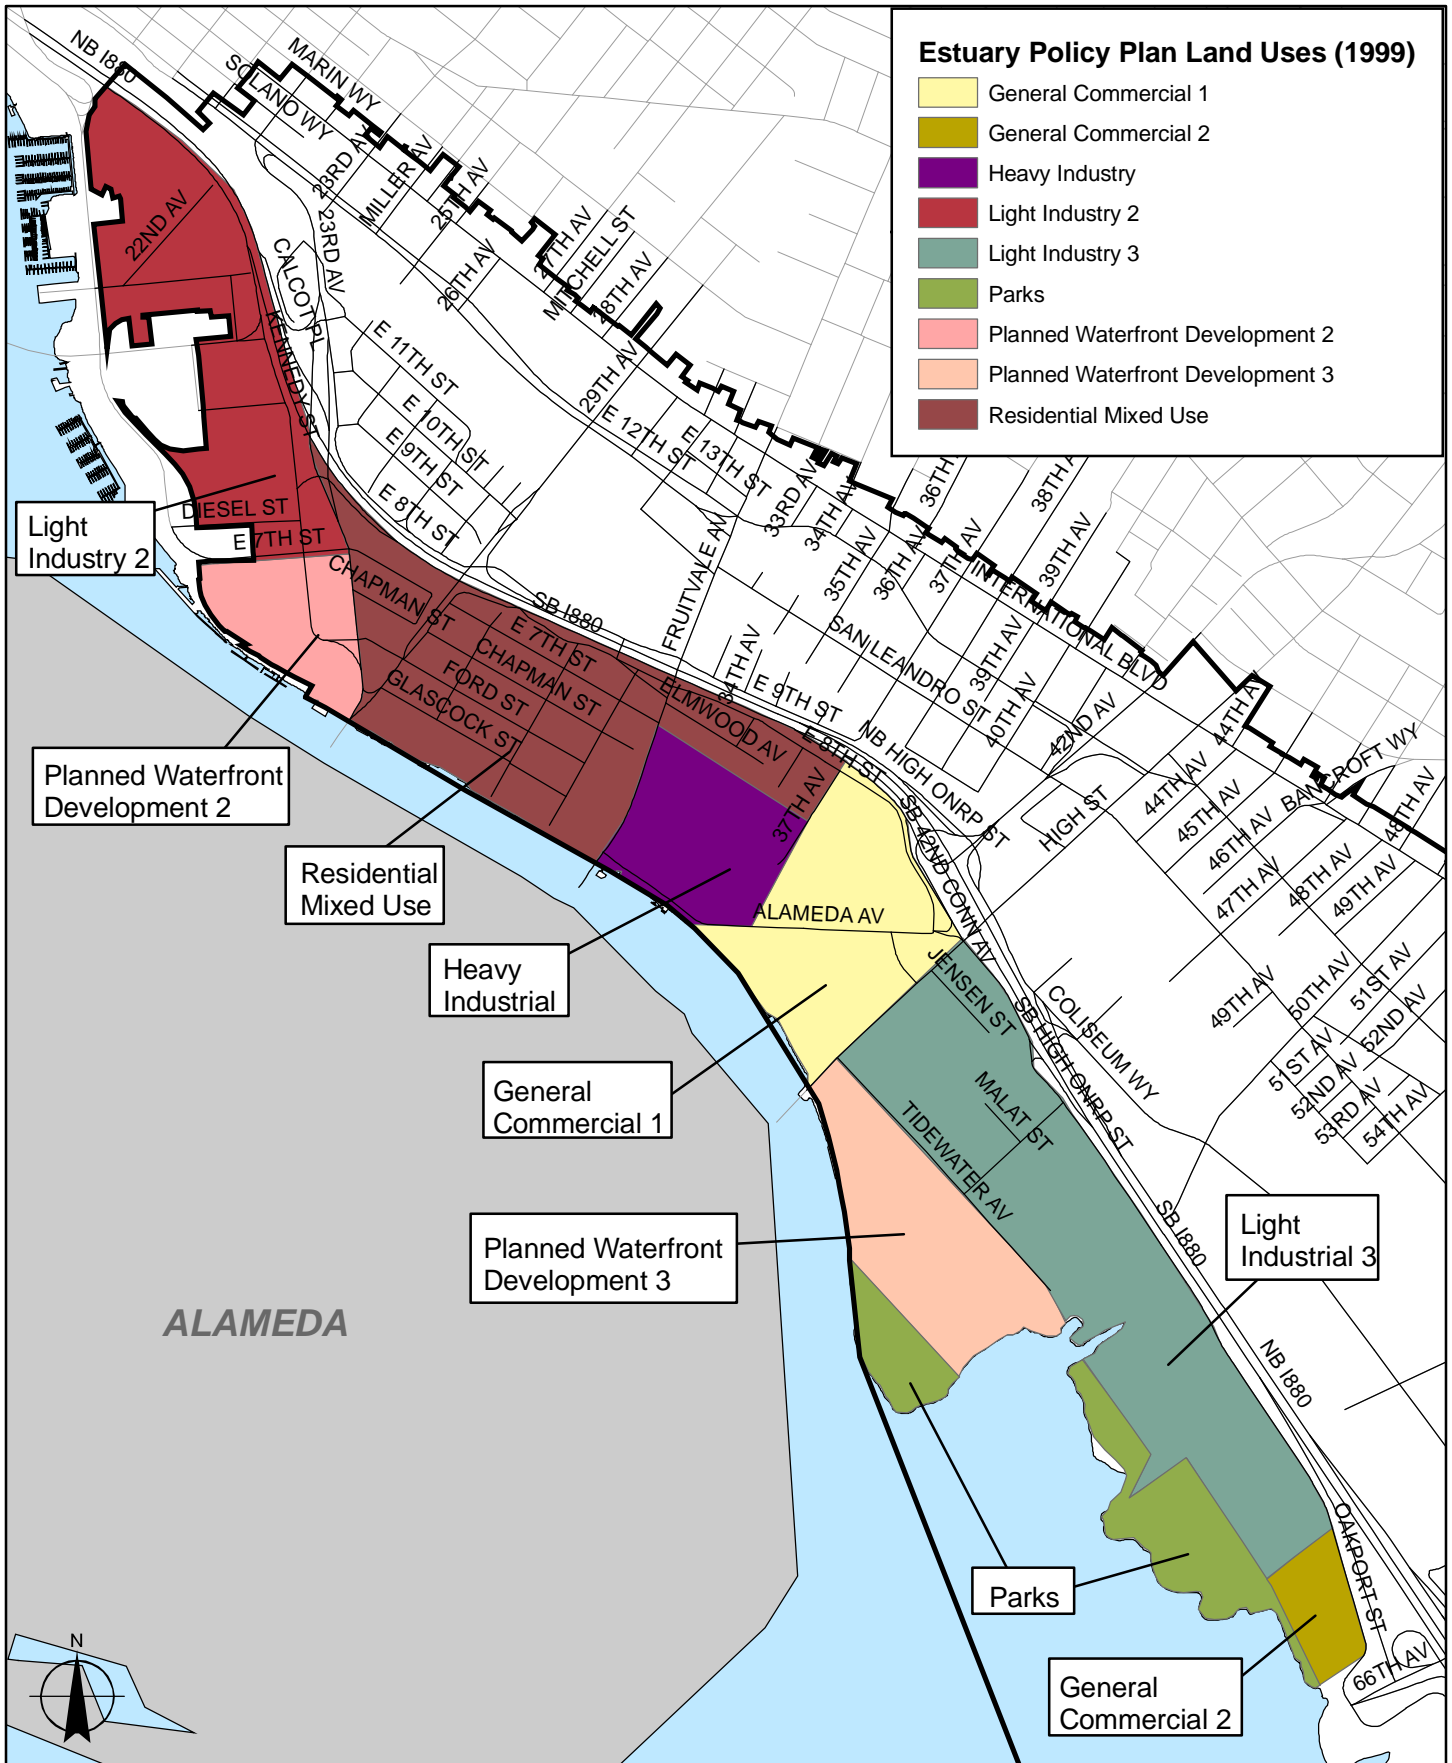 Estuary Policy Plan Land Uses (1999)
General Commercial 1
General Commercial 2
Heavy Industry
Light Industry 2
Light Industry 3
Parks
Planned Waterfront Development 2
Planned Waterfront Development 3
Residential Mixed Use
NB I880
SOLANO WY
MARIN WY
23RD AV
MILLER AV
25TH AV
22ND AV
23RD AV
CALCOT PL
26TH AV
27TH AV
MITCHELL ST
28TH AV
KENNEDY ST
E 11TH ST
E 10TH ST
E 9TH ST
E 8TH ST
29TH AV
E 12TH ST
E 13TH ST
33RD AV
34TH AV
35TH AV
36TH AV
36TH
37TH AV
38TH A
39TH AV
INTERNATIONAL BLVD
DIESEL ST
E 7TH ST
Light
Industry 2
CHAPMAN ST
SB I880
FRUITVALE AV
E 7TH ST
CHAPMAN ST
FORD ST
GLASCOCK ST
ELMWOOD AV
34TH AV
E 9TH ST
SAN LEANDRO ST
39TH AV
40TH AV
42ND AV
E 8TH ST
NB HIGH ONRP ST
37TH AV
SB 42ND CONN AV
HIGH ST
44TH AV
44TH AV
45TH AV
46TH AV
BANCROFT WY
48TH AV
47TH AV
48TH AV
49TH AV
Planned Waterfront
Development 2
Residential
Mixed Use
ALAMEDA AV
Heavy
Industrial
JENSEN ST
SB HIGH ONRP ST
COLISEUM WY
49TH AV
50TH AV
51ST AV
52ND AV
51ST AV
52ND AV
53RD AV
54TH AV
General
Commercial 1
MALAT ST
TIDEWATER AV
SB I880
Light
Industrial 3
Planned Waterfront
Development 3
ALAMEDA
NB I880
OAKPORT ST
Parks
66TH AV
General
Commercial 2
N